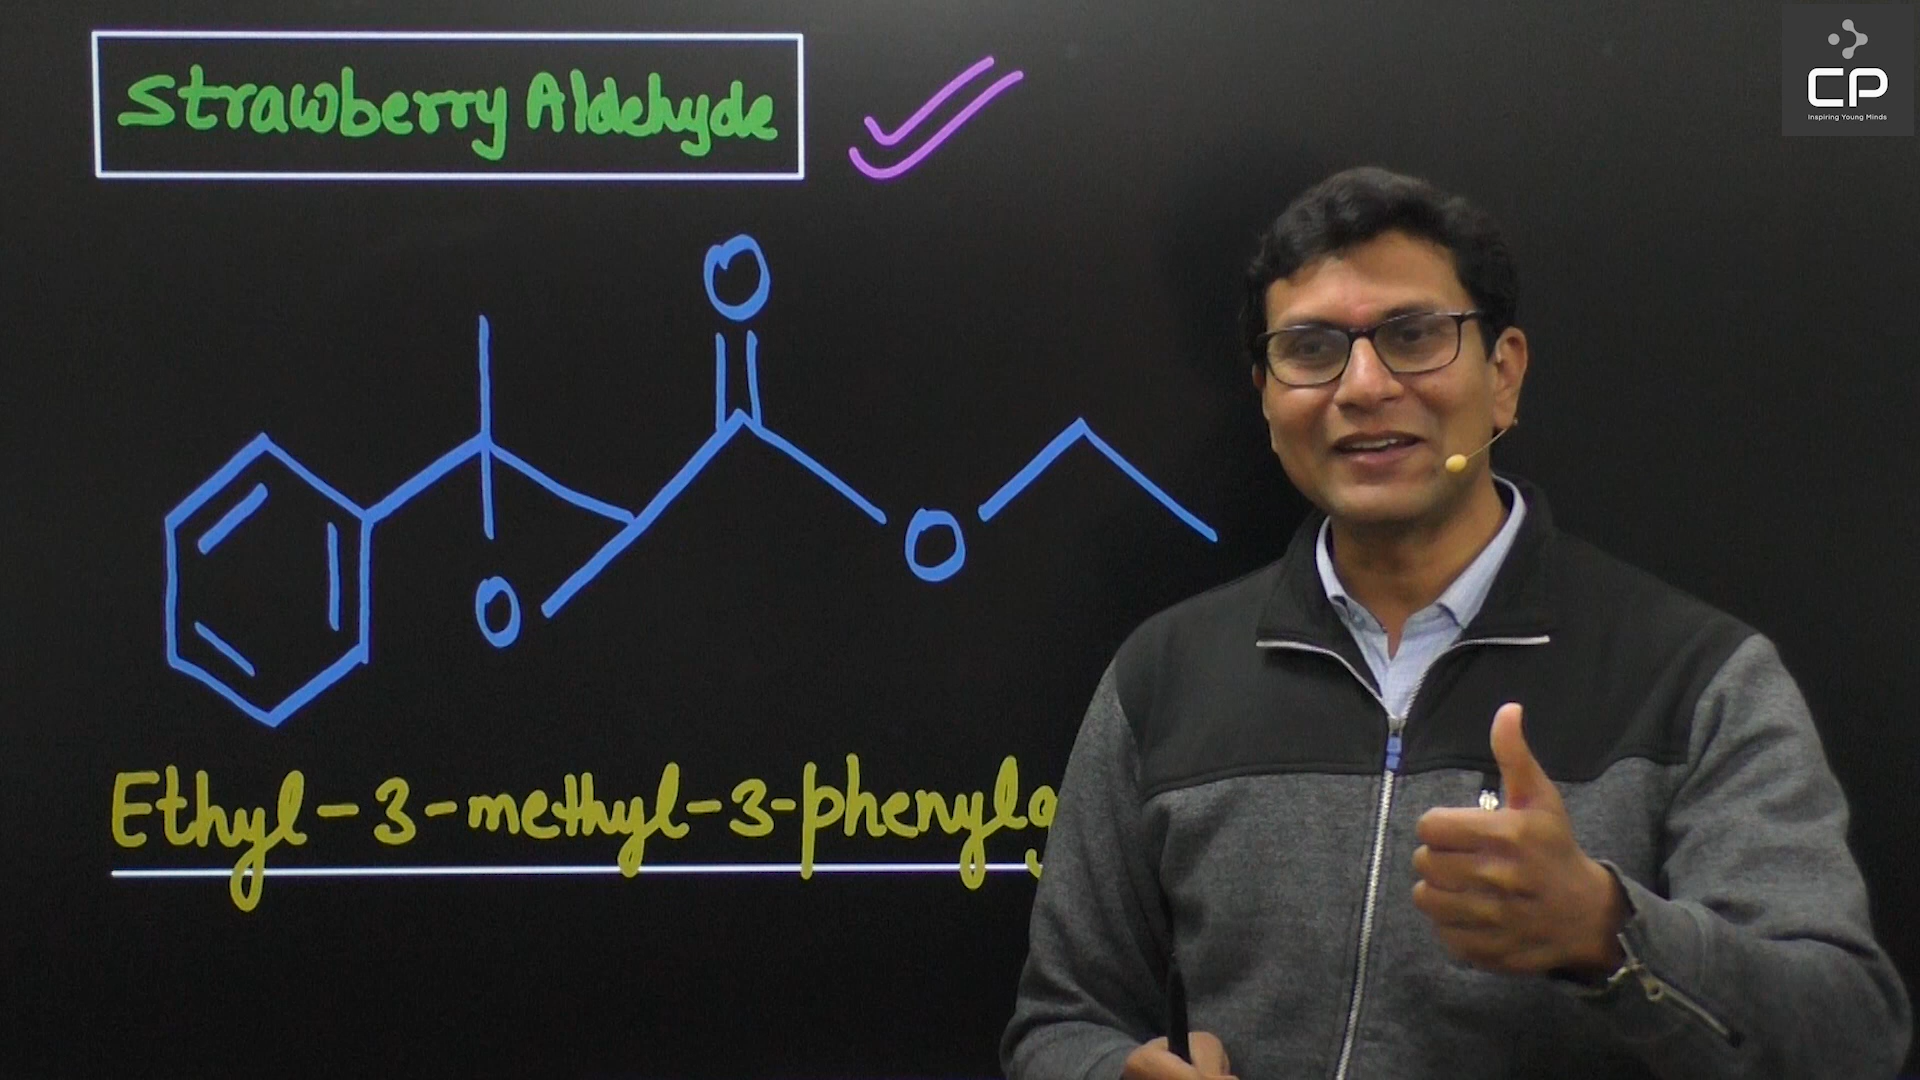 Strawberry Aldehyde
CP
Inspiring Young Minds
O
O
O
Ethyl-3-methyl-3-phenylg